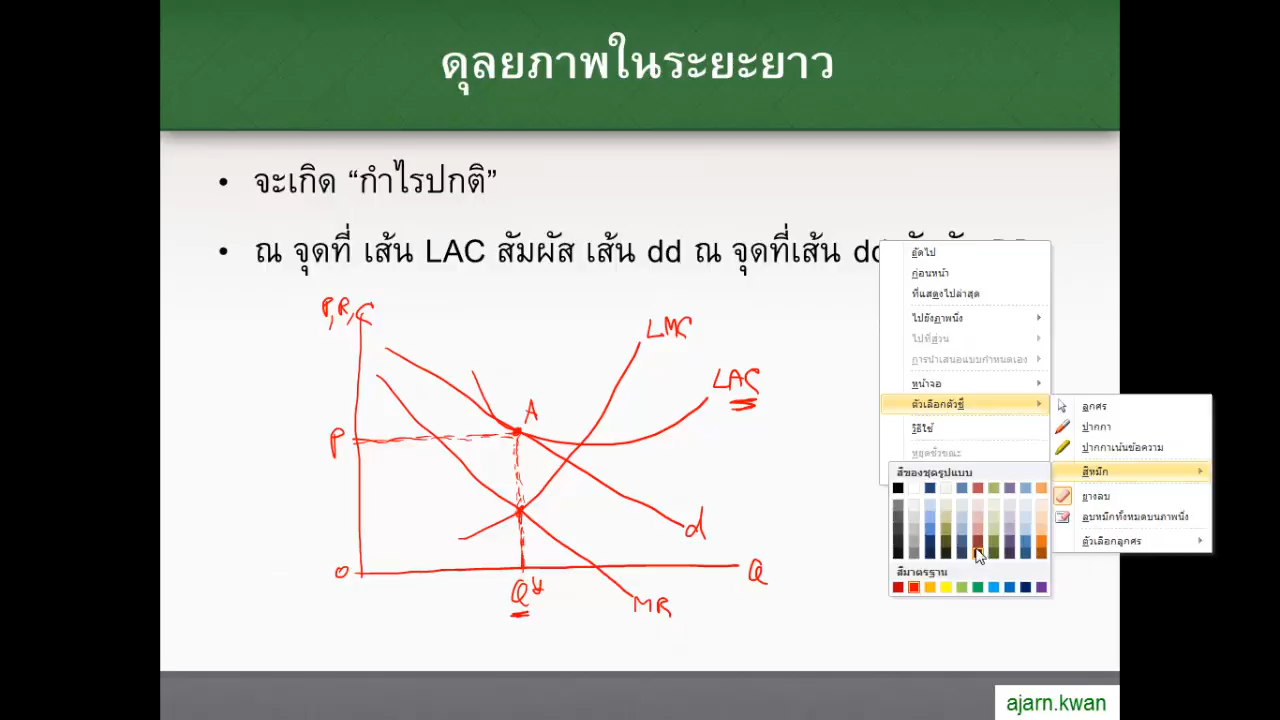 ดุลยภาพในระยะยาว
• จะเกิด “กำไรปกติ”
• ณ จุดที่ เส้น LAC สัมผัส เส้น dd ณ จุดที่เส้น
P,R,C
LMC
LAC
A
P
d
O
Q
Q*
MR
ถัดไป
ก่อนหน้า
ที่แสดงไปล่าสุด
ไปยังภาพนิ่ง
ไปที่ส่วน
การนำเสนอแบบกำหนดเอง
หน้าจอ
ตัวเลือกตัวชี้
วิธีใช้
หยุดชั่วขณะ
ลูกศร
ปากกา
ปากกาเน้นข้อความ
สีหมึก
ยางลบ
ลบหมึกทั้งหมดบนภาพนิ่ง
ตัวเลือกลูกศร
สีของชุดรูปแบบ
สีมาตรฐาน
ajarn.kwan